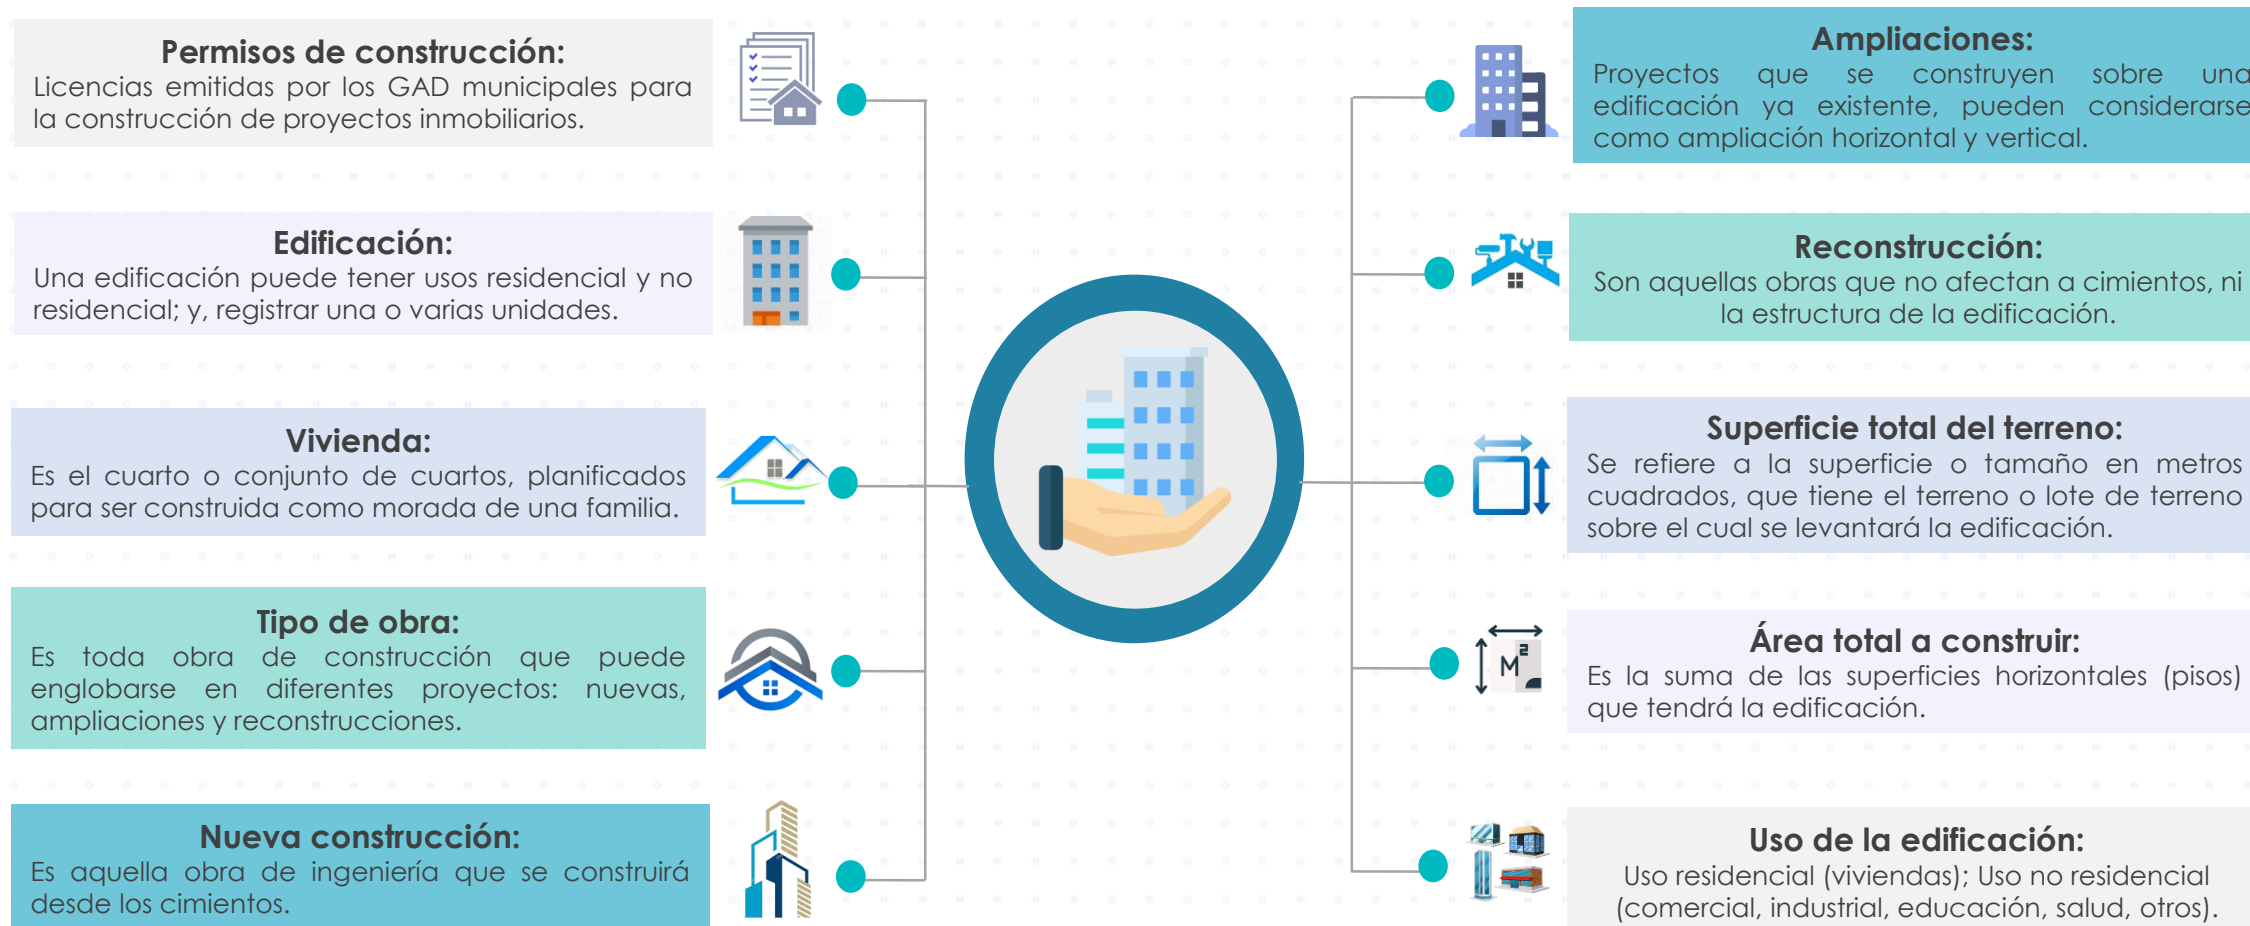 Permisos de construcción:
Licencias emitidas por los GAD municipales para
la construcción de proyectos inmobiliarios.
Edificación:
Una edificación puede tener usos residencial y no
residencial; y, registrar una o varias unidades.
Vivienda:
Es el cuarto o conjunto de cuartos, planificados
para ser construida como morada de una familia.
Tipo de obra:
Es toda obra de construcción que puede
englobarse en diferentes proyectos: nuevas,
ampliaciones y reconstrucciones.
Nueva construcción:
Es aquella obra de ingeniería que se construirá
desde los cimientos.
Ampliaciones:
Proyectos que se construyen sobre una
edificación ya existente, pueden considerarse
como ampliación horizontal y vertical.
Reconstrucción:
Son aquellas obras que no afectan a cimientos, ni
la estructura de la edificación.
Superficie total del terreno:
Se refiere a la superficie o tamaño en metros
cuadrados, que tiene el terreno o lote de terreno
sobre el cual se levantará la edificación.
M²
Área total a construir:
Es la suma de las superficies horizontales (pisos)
que tendrá la edificación.
Uso de la edificación:
Uso residencial (viviendas); Uso no residencial
(comercial, industrial, educación, salud, otros).